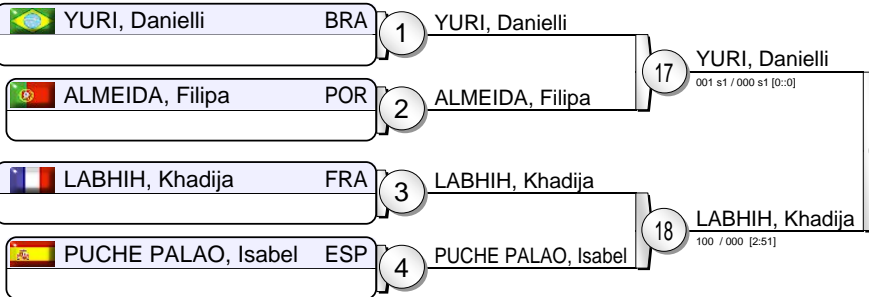 YURI, Danielli BRA
1
YURI, Danielli
ALMEIDA, Filipa POR
2
ALMEIDA, Filipa
17
YURI, Danielli
001 s1 / 000 s1 [0::0]
LABHIH, Khadija FRA
3
LABHIH, Khadija
PUCHE PALAO, Isabel ESP
4
PUCHE PALAO, Isabel
18
LABHIH, Khadija
100 / 000 [2:51]